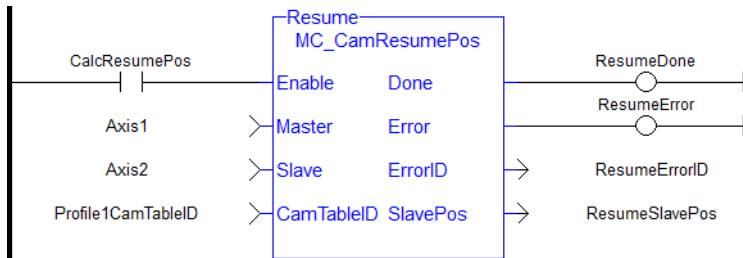 Resume
MC_CamResumePos
CalcResumePos Enable Done ResumeDone
Axis1 Master Error ResumeError
Axis2 Slave ErrorID ResumeErrorID
Profile1CamTableID CamTableID SlavePos ResumeSlavePos